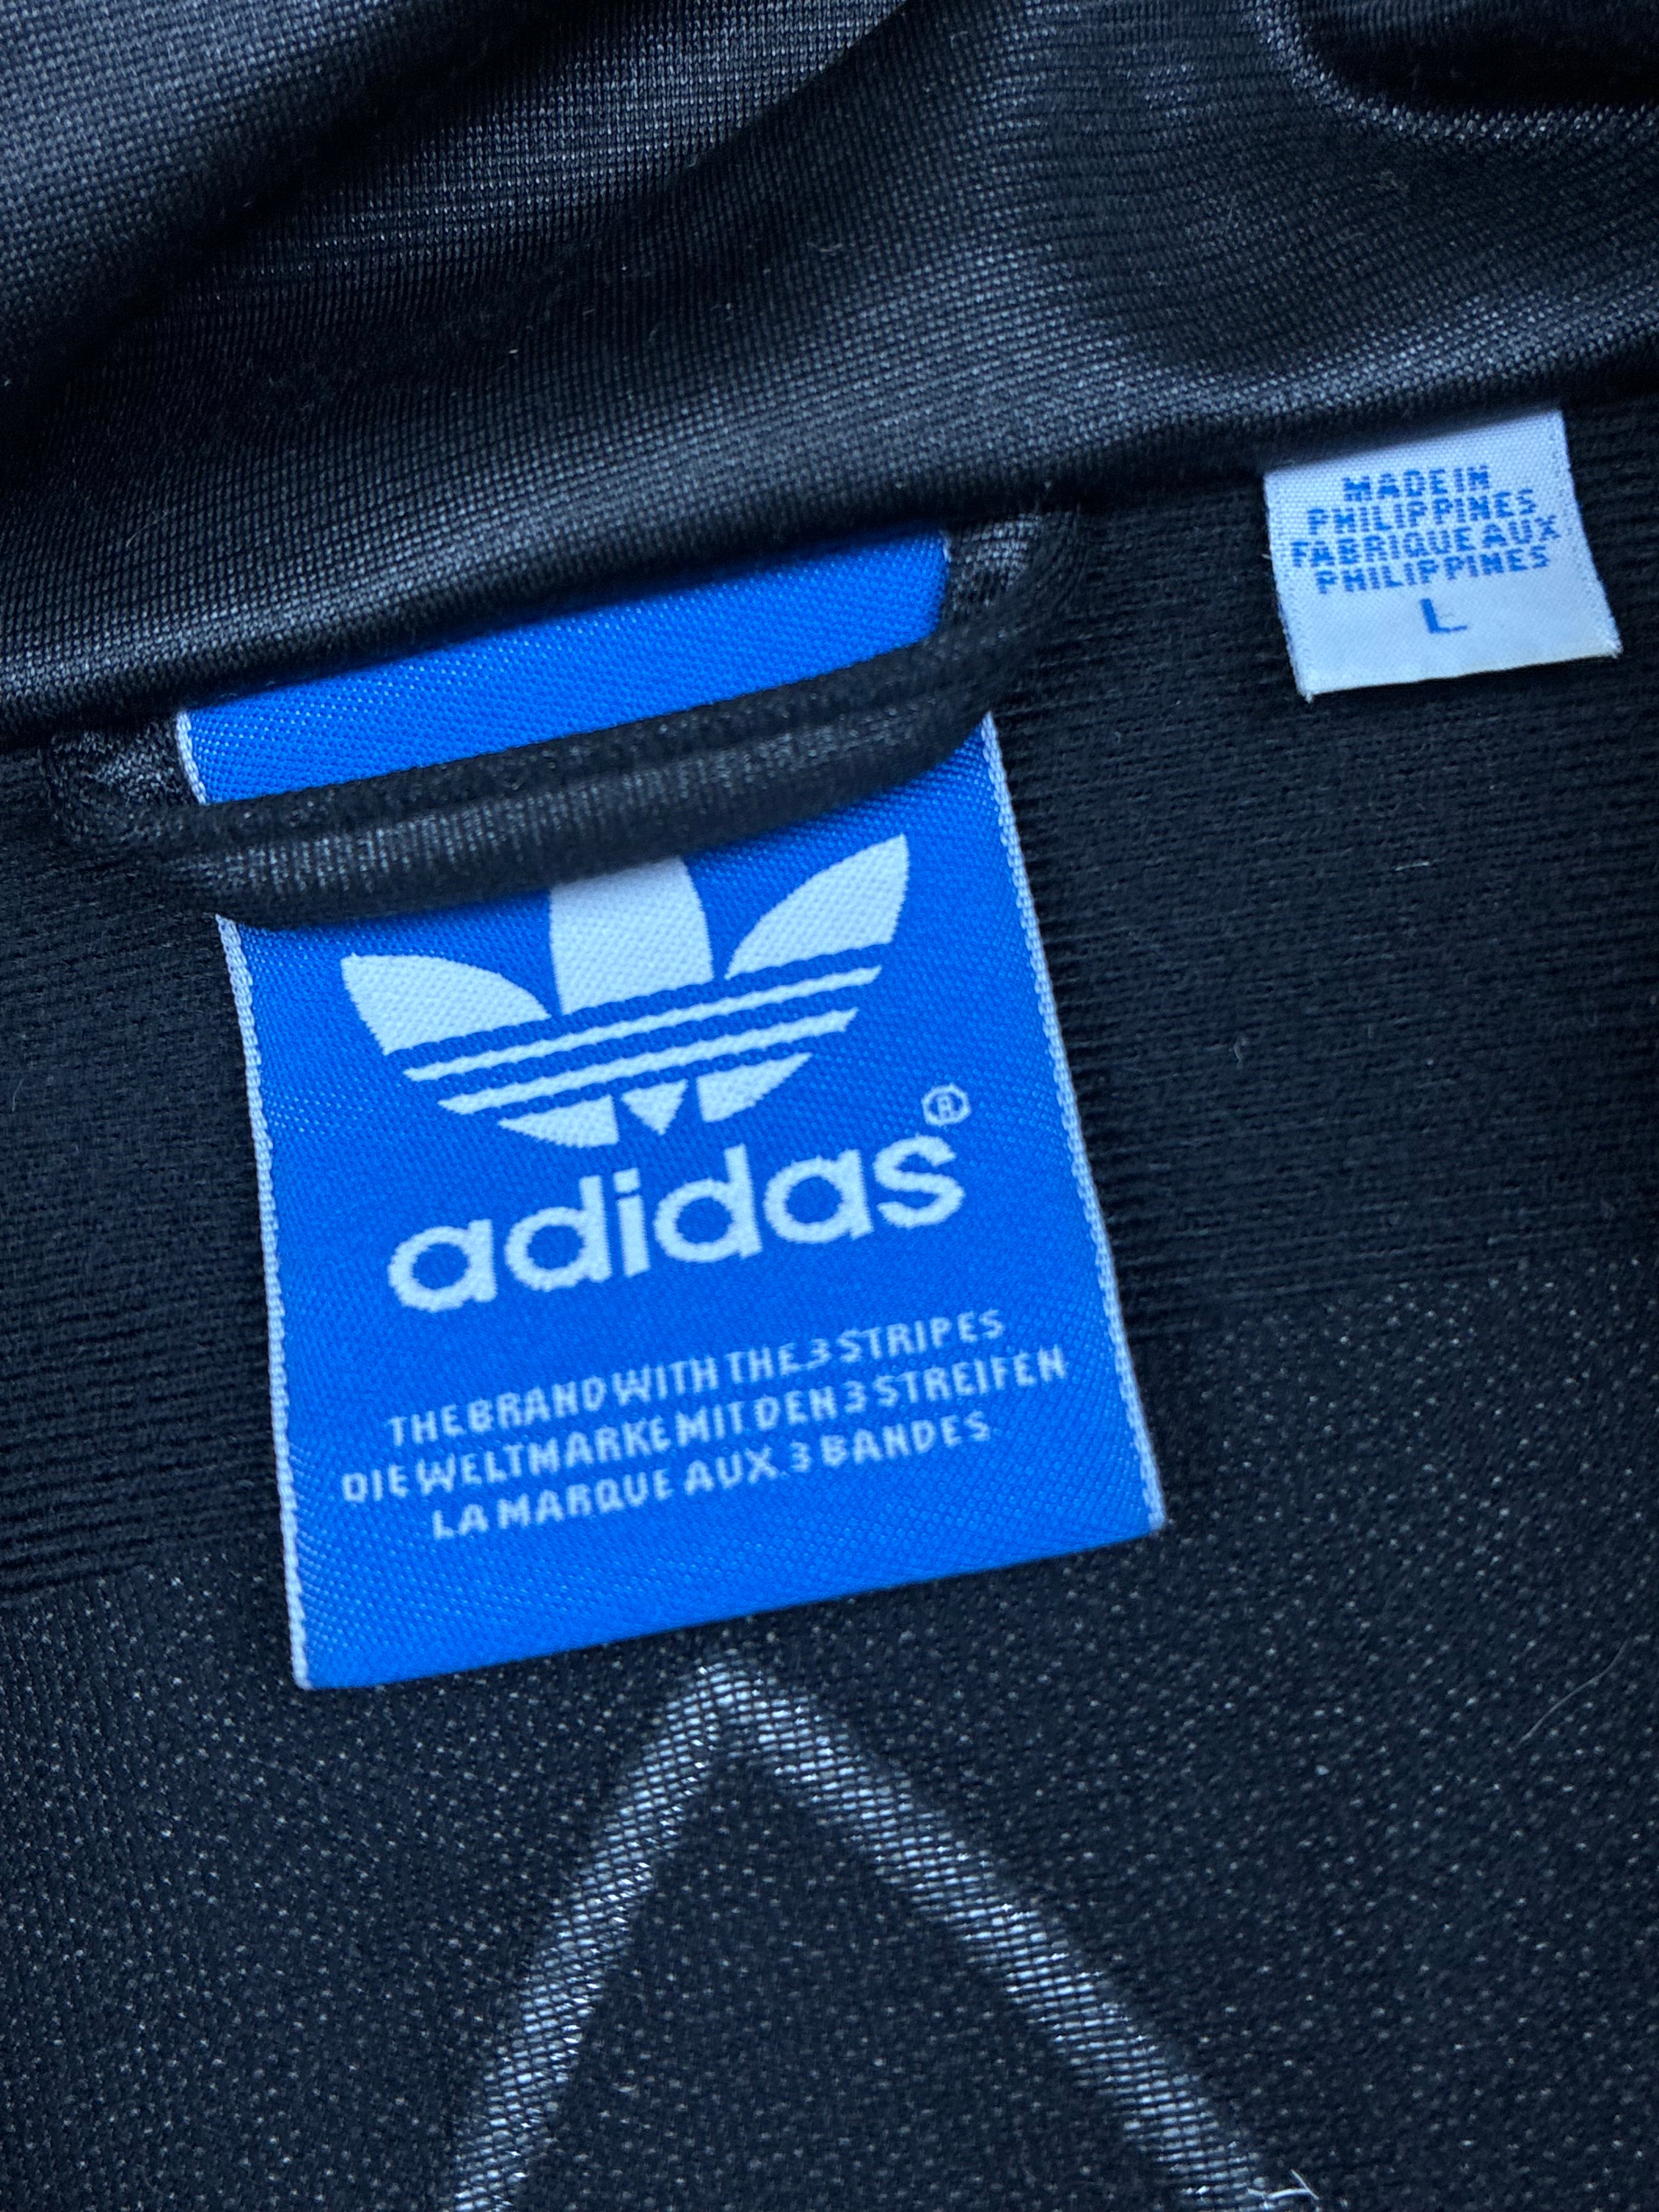 MADE IN
PHILIPPINES
FABRIQUE AUX
PHILIPPINES
L
adidas®
THE BRAND WITH THE 3 STRIPES
DIE WELTMARKE MIT DEN 3 STREIFEN
LA MARQUE AUX 3 BANDES